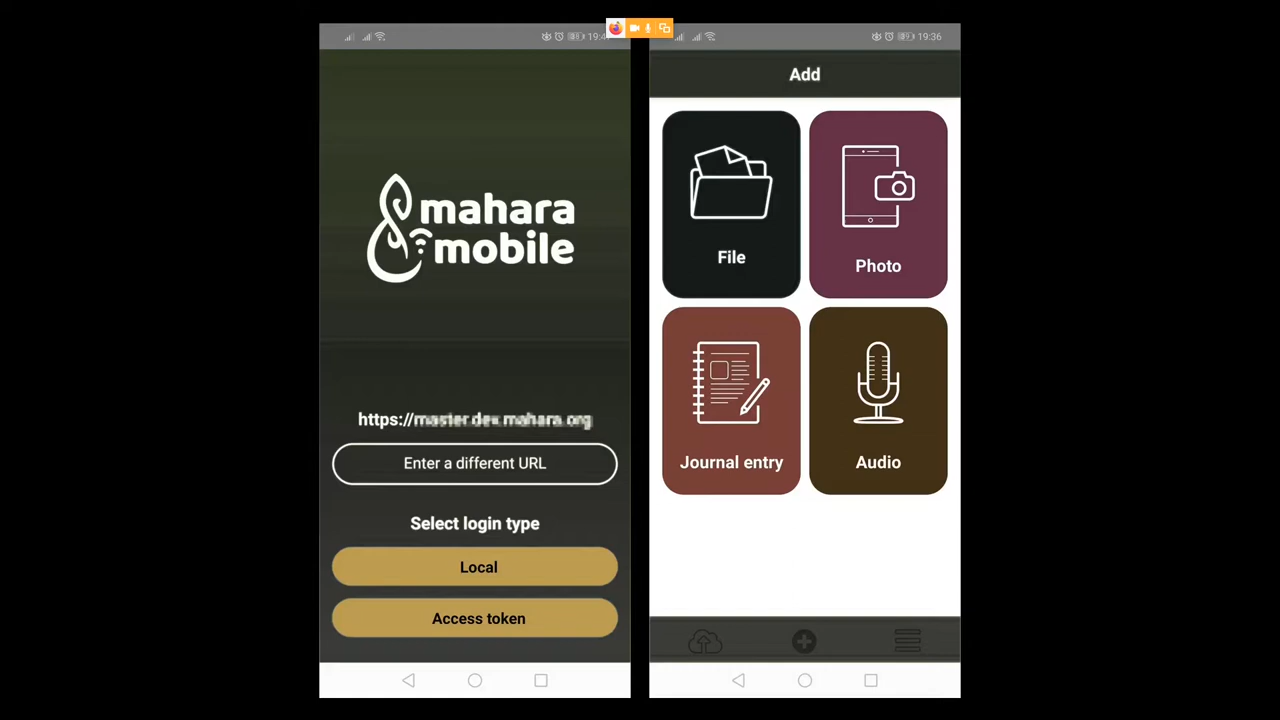 mahara
mobile
https://master.dev.mahara.org
Enter a different URL
Select login type
Local
Access token
19:36
Add
File
Photo
Journal entry
Audio